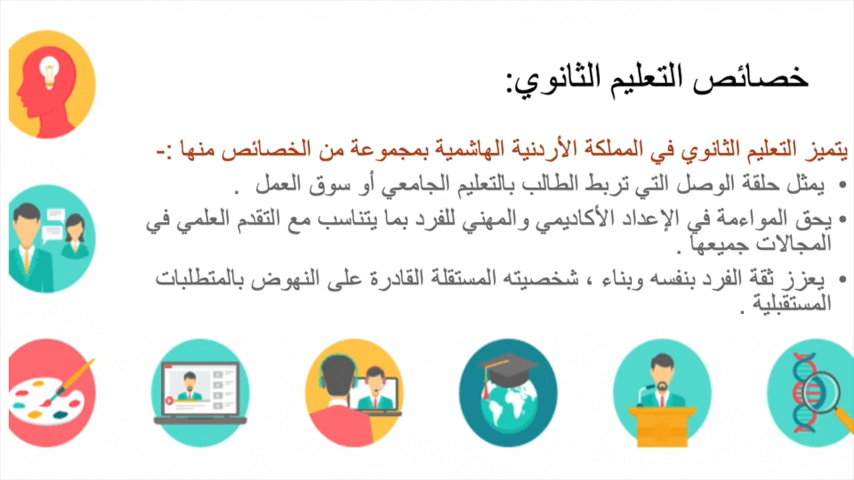 خصائص التعليم الثانوي:
يتميز التعليم الثانوي في المملكة الأردنية الهاشمية بمجموعة من الخصائص منها :-
• يمثل حلقة الوصل التي تربط الطالب بالتعليم الجامعي أو سوق العمل .
• يحق المواءمة في الإعداد الأكاديمي والمهني للفرد بما يتناسب مع التقدم العلمي في
المجالات جميعها .
• يعزز ثقة الفرد بنفسه وبناء ، شخصيته المستقلة القادرة على النهوض بالمتطلبات
المستقبلية .